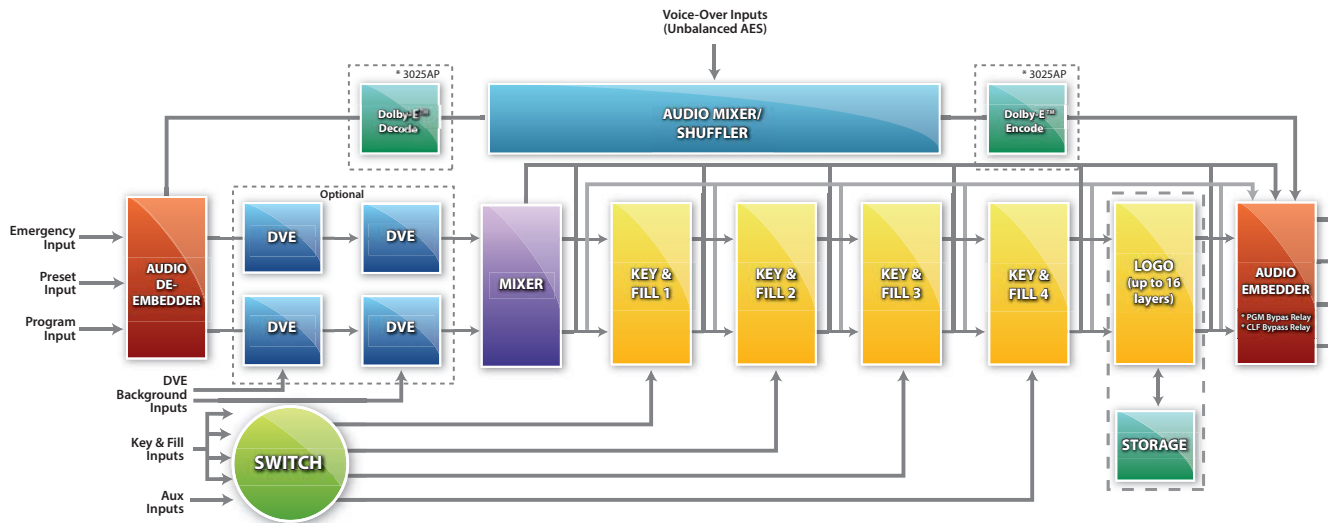 Voice-Over Inputs
(Unbalanced AES)
* 3025AP
* 3025AP
Dolby-E™
Decode
AUDIO MIXER/
SHUFFLER
Dolby-E™
Encode
Optional
Emergency
Input
Preset
Input
Program
Input
AUDIO
DE-
EMBEDDER
DVE
DVE
DVE
DVE
MIXER
KEY &
FILL 1
KEY &
FILL 2
KEY &
FILL 3
KEY &
FILL 4
LOGO
(up to 16
layers)
AUDIO
EMBEDDER
* PGM Bypas Relay
* CLF Bypass Relay
DVE
Background
Inputs
Key & Fill
Inputs
Aux
Inputs
SWITCH
STORAGE